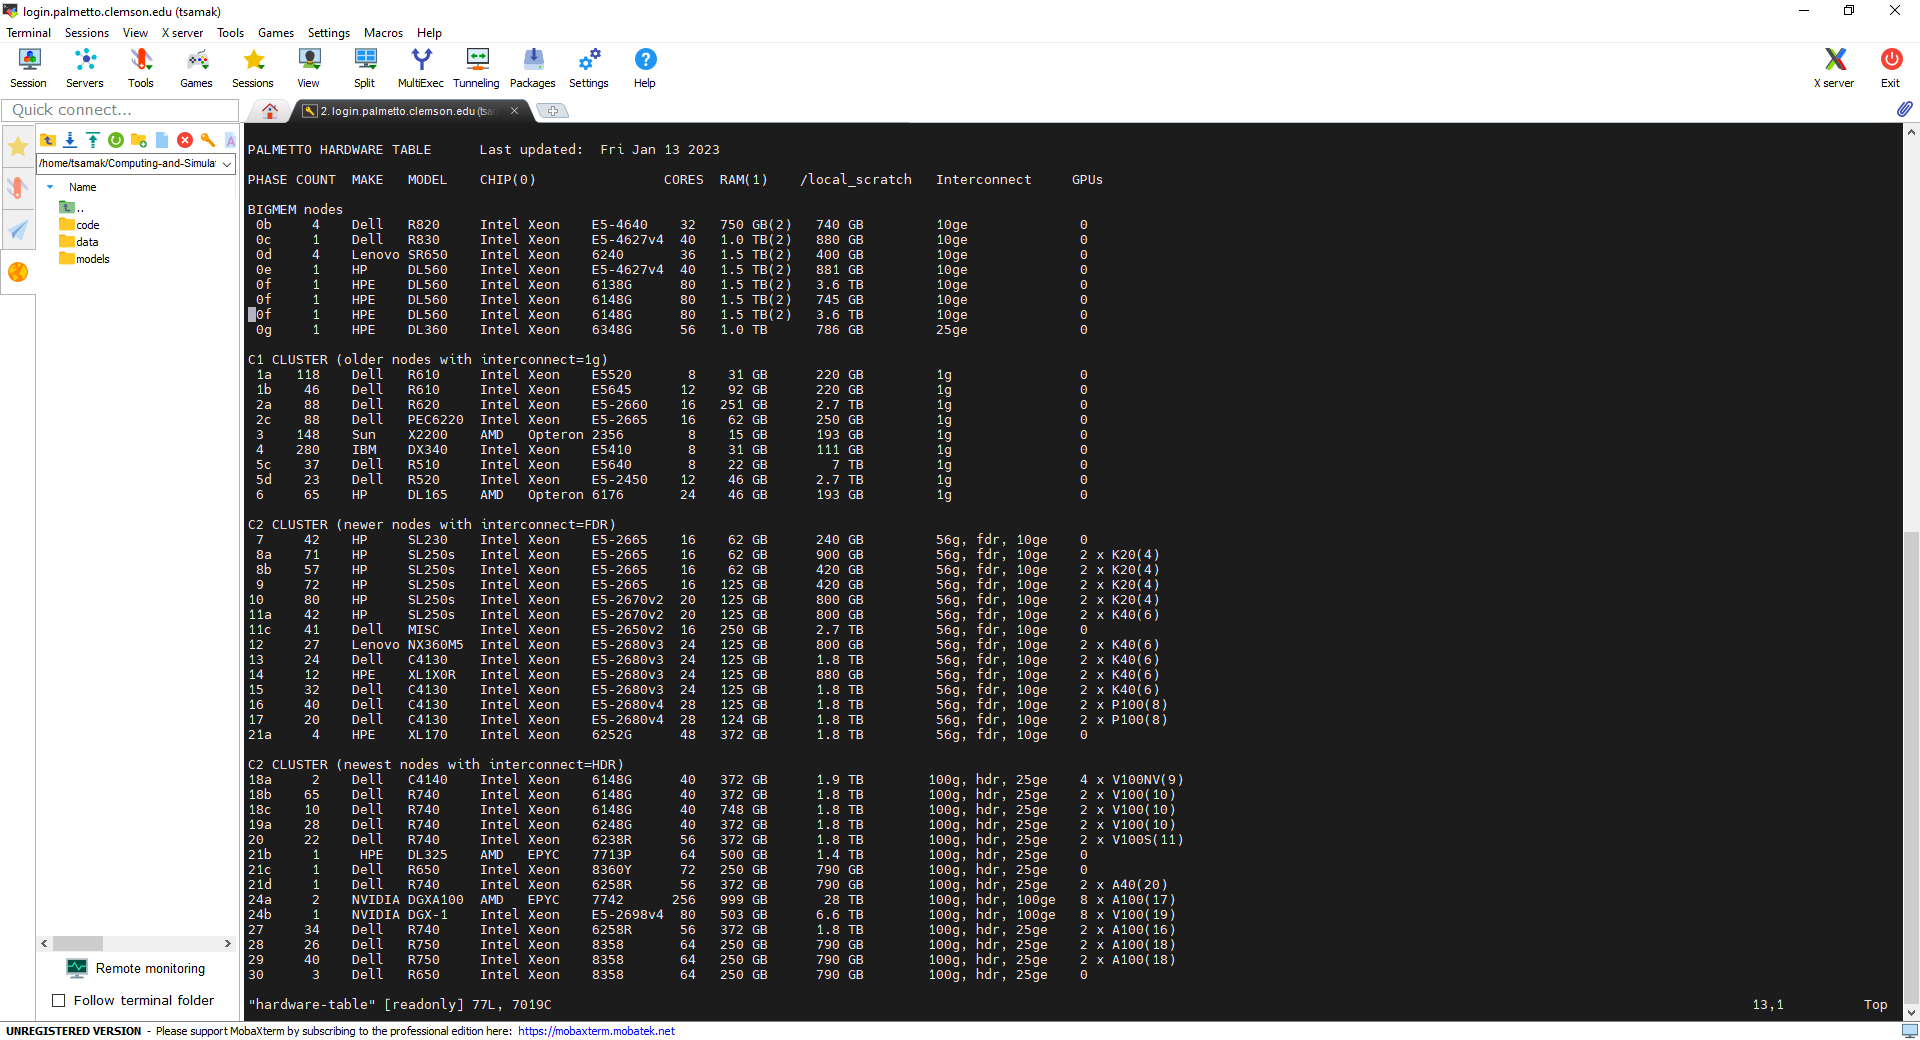 login.palmetto.clemson.edu (tsamak)
Terminal Sessions View X server Tools Games Settings Macros Help
Session Servers Tools Games Sessions View Split MultiExec Tunneling Packages Settings Help X server Exit
Quick connect...
2. login.palmetto.clemson.edu (tsa
/home/tsamak/Computing-and-Simula
Name
..
code
data
models
Remote monitoring
Follow terminal folder
PALMETTO HARDWARE TABLE Last updated: Fri Jan 13 2023
PHASE COUNT MAKE MODEL CHIP(0) CORES RAM(1) /local_scratch Interconnect GPUs
BIGMEM nodes
0b 4 Dell R820 Intel Xeon E5-4640 32 750 GB(2) 740 GB 10ge 0
0c 1 Dell R830 Intel Xeon E5-4627v4 40 1.0 TB(2) 880 GB 10ge 0
0d 4 Lenovo SR650 Intel Xeon 6240 36 1.5 TB(2) 400 GB 10ge 0
0e 1 HP DL560 Intel Xeon E5-4627v4 40 1.5 TB(2) 881 GB 10ge 0
0f 1 HPE DL560 Intel Xeon 6138G 80 1.5 TB(2) 3.6 TB 10ge 0
0f 1 HPE DL560 Intel Xeon 6148G 80 1.5 TB(2) 745 GB 10ge 0
0f 1 HPE DL560 Intel Xeon 6148G 80 1.5 TB(2) 3.6 TB 10ge 0
0g 1 HPE DL360 Intel Xeon 6348G 56 1.0 TB 786 GB 25ge 0
C1 CLUSTER (older nodes with interconnect=1g)
1a 118 Dell R610 Intel Xeon E5520 8 31 GB 220 GB 1g 0
1b 46 Dell R610 Intel Xeon E5645 12 92 GB 220 GB 1g 0
2a 88 Dell R620 Intel Xeon E5-2660 16 251 GB 2.7 TB 1g 0
2c 88 Dell PEC6220 Intel Xeon E5-2665 16 62 GB 250 GB 1g 0
3 148 Sun X2200 AMD Opteron 2356 8 15 GB 193 GB 1g 0
4 280 IBM DX340 Intel Xeon E5410 8 31 GB 111 GB 1g 0
5c 37 Dell R510 Intel Xeon E5640 8 22 GB 7 TB 1g 0
5d 23 Dell R520 Intel Xeon E5-2450 12 46 GB 2.7 TB 1g 0
6 65 HP DL165 AMD Opteron 6176 24 46 GB 193 GB 1g 0
C2 CLUSTER (newer nodes with interconnect=FDR)
7 42 HP SL230 Intel Xeon E5-2665 16 62 GB 240 GB 56g, fdr, 10ge 0
8a 71 HP SL250s Intel Xeon E5-2665 16 62 GB 900 GB 56g, fdr, 10ge 2 x K20(4)
8b 57 HP SL250s Intel Xeon E5-2665 16 62 GB 420 GB 56g, fdr, 10ge 2 x K20(4)
9 72 HP SL250s Intel Xeon E5-2665 16 125 GB 420 GB 56g, fdr, 10ge 2 x K20(4)
10 80 HP SL250s Intel Xeon E5-2670v2 20 125 GB 800 GB 56g, fdr, 10ge 2 x K20(4)
11a 42 HP SL250s Intel Xeon E5-2670v2 20 125 GB 800 GB 56g, fdr, 10ge 2 x K40(6)
11c 41 Dell MISC Intel Xeon E5-2650v2 16 250 GB 2.7 TB 56g, fdr, 10ge 0
12 27 Lenovo NX360M5 Intel Xeon E5-2680v3 24 125 GB 800 GB 56g, fdr, 10ge 2 x K40(6)
13 24 Dell C4130 Intel Xeon E5-2680v3 24 125 GB 1.8 TB 56g, fdr, 10ge 2 x K40(6)
14 12 HPE XL1X0R Intel Xeon E5-2680v3 24 125 GB 880 GB 56g, fdr, 10ge 2 x K40(6)
15 32 Dell C4130 Intel Xeon E5-2680v3 24 125 GB 1.8 TB 56g, fdr, 10ge 2 x K40(6)
16 40 Dell C4130 Intel Xeon E5-2680v4 28 125 GB 1.8 TB 56g, fdr, 10ge 2 x P100(8)
17 20 Dell C4130 Intel Xeon E5-2680v4 28 124 GB 1.8 TB 56g, fdr, 10ge 2 x P100(8)
21a 4 HPE XL170 Intel Xeon 6252G 48 372 GB 1.8 TB 56g, fdr, 10ge 0
C2 CLUSTER (newest nodes with interconnect=HDR)
18a 2 Dell C4140 Intel Xeon 6148G 40 372 GB 1.9 TB 100g, hdr, 25ge 4 x V100NV(9)
18b 65 Dell R740 Intel Xeon 6148G 40 372 GB 1.8 TB 100g, hdr, 25ge 2 x V100(10)
18c 10 Dell R740 Intel Xeon 6148G 40 748 GB 1.8 TB 100g, hdr, 25ge 2 x V100(10)
19a 28 Dell R740 Intel Xeon 6248G 40 372 GB 1.8 TB 100g, hdr, 25ge 2 x V100(10)
20 22 Dell R740 Intel Xeon 6238R 56 372 GB 1.8 TB 100g, hdr, 25ge 2 x V100S(11)
21b 1 HPE DL325 AMD EPYC 7713P 64 500 GB 1.4 TB 100g, hdr, 25ge 0
21c 1 Dell R650 Intel Xeon 8360Y 72 250 GB 790 GB 100g, hdr, 25ge 0
21d 1 Dell R740 Intel Xeon 6258R 56 372 GB 790 GB 100g, hdr, 25ge 2 x A40(20)
24a 2 NVIDIA DGXA100 AMD EPYC 7742 256 999 GB 28 TB 100g, hdr, 100ge 8 x A100(17)
24b 1 NVIDIA DGX-1 Intel Xeon E5-2698v4 80 503 GB 6.6 TB 100g, hdr, 100ge 8 x V100(19)
27 34 Dell R740 Intel Xeon 6258R 56 372 GB 1.8 TB 100g, hdr, 25ge 2 x A100(16)
28 26 Dell R750 Intel Xeon 8358 64 250 GB 790 GB 100g, hdr, 25ge 2 x A100(18)
29 40 Dell R750 Intel Xeon 8358 64 250 GB 790 GB 100g, hdr, 25ge 2 x A100(18)
30 3 Dell R650 Intel Xeon 8358 64 250 GB 790 GB 100g, hdr, 25ge 0
"hardware-table" [readonly] 77L, 7019C 13,1 Top
UNREGISTERED VERSION - Please support MobaXterm by subscribing to the professional edition here: https://mobaxterm.mobatek.net